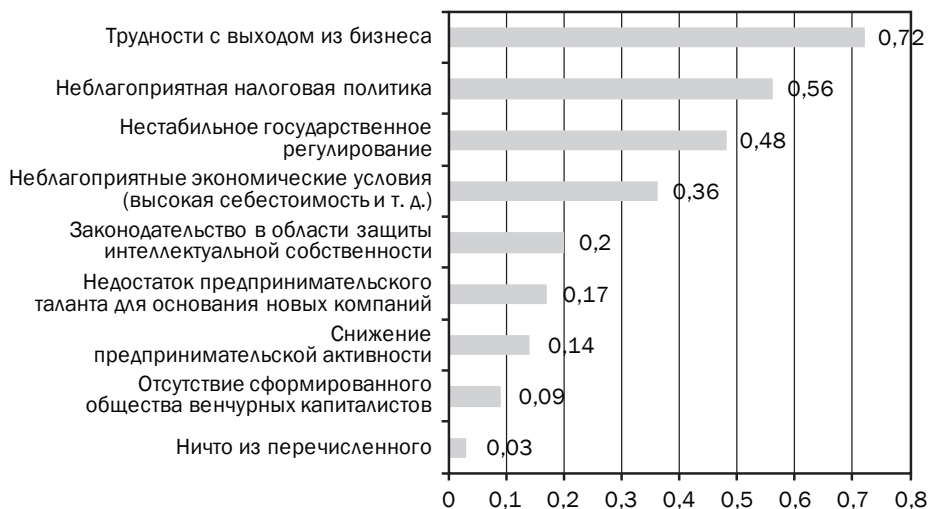 Трудности с выходом из бизнеса
0,72
Неблагоприятная налоговая политика
0,56
Нестабильное государственное
регулирование
0,48
Неблагоприятные экономические условия
(высокая себестоимость и т. д.)
0,36
Законодательство в области защиты
интеллектуальной собственности
0,2
Недостаток предпринимательского
таланта для основания новых компаний
0,17
Снижение
предпринимательской активности
0,14
Отсутствие сформированного
общества венчурных капиталистов
0,09
Ничто из перечисленного
0,03
0 0,1 0,2 0,3 0,4 0,5 0,6 0,7 0,8